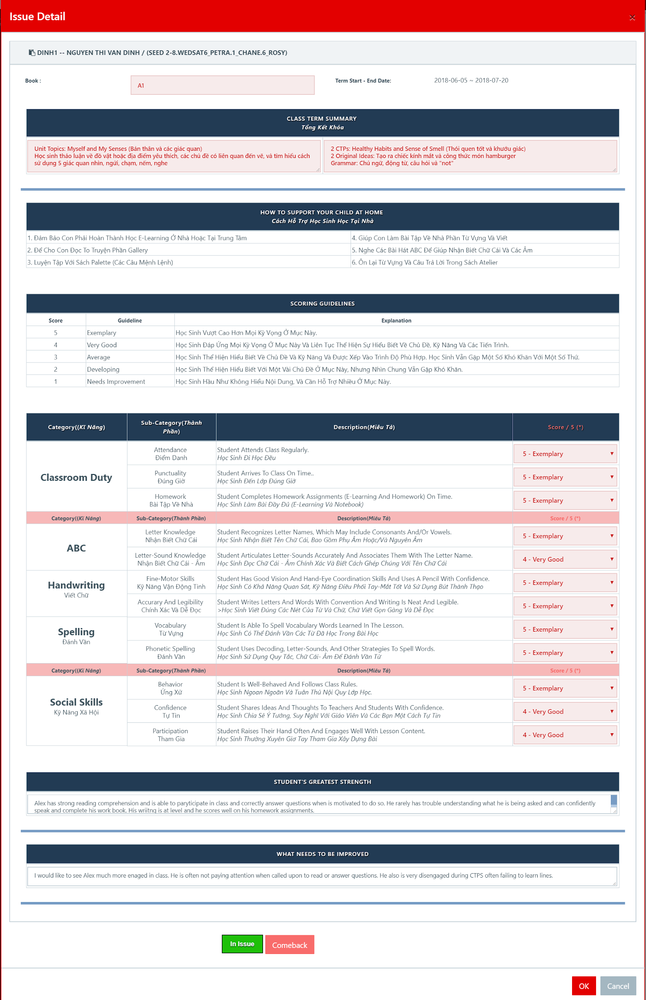 Issue Detail
×
DINH1 -- NGUYEN THI VAN DINH / (SEED 2-8.WEDSAT6_PETRA.1_CHANE.6_ROSY)
Book :
A1
Term Start - End Date:
2018-06-05 ~ 2018-07-20
CLASS TERM SUMMARY
Tổng Kết Khóa
Unit Topics: Myself and My Senses (Bản thân và các giác quan)
Học sinh thảo luận về đồ vật hoặc địa điểm yêu thích, các chủ đề có liên quan đến vẽ, và tìm hiểu cách
sử dụng 5 giác quan nhìn, ngửi, chạm, nếm, nghe
2 CTPs: Healthy Habits and Sense of Smell (Thói quen tốt và khướu giác)
2 Original Ideas: Tạo ra chiếc kính mắt và công thức món hamburger
Grammar: Chủ ngữ, động từ, câu hỏi và "not"
HOW TO SUPPORT YOUR CHILD AT HOME
Cách Hỗ Trợ Học Sinh Học Tại Nhà
1. Đảm Bảo Con Phải Hoàn Thành Học E-Learning Ở Nhà Hoặc Tại Trung Tâm
4. Giúp Con Làm Bài Tập Về Nhà Phần Từ Vựng Và Viết
2. Để Cho Con Đọc To Truyện Phần Gallery
5. Nghe Các Bài Hát ABC Để Giúp Nhận Biết Chữ Cái Và Các Âm
3. Luyện Tập Với Sách Palette (Các Câu Mệnh Lệnh)
6. Ôn Lại Từ Vựng Và Câu Trả Lời Trong Sách Atelier
SCORING GUIDELINES
Score Guideline Explanation
5 Exemplary Học Sinh Vượt Cao Hơn Mọi Kỳ Vọng Ở Mục Này.
4 Very Good Học Sinh Đáp Ứng Mọi Kỳ Vọng Ở Mục Này Và Liên Tục Thể Hiện Sự Hiểu Biết Về Chủ Đề, Kỹ Năng Và Các Tiến Trình.
3 Average Học Sinh Thể Hiện Hiểu Biết Về Chủ Đề Và Kỹ Năng Và Được Xếp Vào Trình Độ Phù Hợp. Học Sinh Vẫn Gặp Một Số Khó Khăn Với Một Số Thứ.
2 Developing Học Sinh Thể Hiện Hiểu Biết Với Một Vài Chủ Đề Ở Mục Này, Nhưng Nhìn Chung Vẫn Gặp Khó Khăn.
1 Needs Improvement Học Sinh Hầu Như Không Hiểu Nội Dung, Và Cần Hỗ Trợ Nhiều Ở Mục Này.
Category((Kĩ Năng) Sub-Category(Thành
Phần) Description(Miêu Tả) Score / 5 (*)
Classroom Duty
Attendance
Điểm Danh
Student Attends Class Regularly.
Học Sinh Đi Học Đều
5 - Exemplary
Punctuality
Đúng Giờ
Student Arrives To Class On Time..
Học Sinh Đến Lớp Đúng Giờ
5 - Exemplary
Homework
Bài Tập Về Nhà
Student Completes Homework Assignments (E-Learning And Homework) On Time.
Học Sinh Làm Bài Đầy Đủ (E-Learning Và Notebook)
5 - Exemplary
Category((Kĩ Năng) Sub-Category(Thành Phần) Description(Miêu Tả) Score / 5 (*)
ABC
Letter Knowledge
Nhận Biết Chữ Cái
Student Recognizes Letter Names, Which May Include Consonants And/Or Vowels.
Học Sinh Nhận Biết Tên Chữ Cái, Bao Gồm Phụ Âm Hoặc/Và Nguyên Âm
5 - Exemplary
Letter-Sound Knowledge
Nhận Biết Chữ Cái - Âm
Student Articulates Letter-Sounds Accurately And Associates Them With The Letter Name.
Học Sinh Đọc Chữ Cái - Âm Chính Xác Và Biết Cách Ghép Chúng Với Tên Chữ Cái
4 - Very Good
Handwriting
Viết Chữ
Fine-Motor Skills
Kỹ Năng Vận Động Tinh
Student Has Good Vision And Hand-Eye Coordination Skills And Uses A Pencil With Confidence.
Học Sinh Có Khả Năng Quan Sát, Kỹ Năng Điều Phối Tay-Mắt Tốt Và Sử Dụng Bút Thành Thạo
5 - Exemplary
Accurary And Legibility
Chính Xác Và Dễ Đọc
Student Writes Letters And Words With Convention And Writing Is Neat And Legible.
>Học Sinh Viết Đúng Các Nét Của Từ Và Chữ, Chữ Viết Gọn Gàng Và Dễ Đọc
5 - Exemplary
Spelling
Đánh Vần
Vocabulary
Từ Vựng
Student Is Able To Spell Vocabulary Words Learned In The Lesson.
Học Sinh Có Thể Đánh Vần Các Từ Đã Học Trong Bài Học
5 - Exemplary
Phonetic Spelling
Đánh Vần
Student Uses Decoding, Letter-Sounds, And Other Strategies To Spell Words.
Học Sinh Sử Dụng Quy Tắc, Chữ Cái- Âm Để Đánh Vần Từ
5 - Exemplary
Category((Kĩ Năng) Sub-Category(Thành Phần) Description(Miêu Tả) Score / 5 (*)
Social Skills
Kỹ Năng Xã Hội
Behavior
Ứng Xử
Student Is Well-Behaved And Follows Class Rules.
Học Sinh Ngoan Ngoãn Và Tuân Thủ Nội Quy Lớp Học.
5 - Exemplary
Confidence
Tự Tin
Student Shares Ideas And Thoughts To Teachers And Students With Confidence.
Học Sinh Chia Sẻ Ý Tưởng, Suy Nghĩ Với Giáo Viên Và Các Bạn Một Cách Tự Tin
4 - Very Good
Participation
Tham Gia
Student Raises Their Hand Often And Engages Well With Lesson Content.
Học Sinh Thường Xuyên Giơ Tay Tham Gia Xây Dựng Bài
4 - Very Good
STUDENT'S GREATEST STRENGTH
Alex has strong reading comprehension and is able to paryticipate in class and correctly answer questions when is motivated to do so. He rarely has trouble understanding what he is being asked and can confidently
speak and complete his work book. His wriitng is at level and he scores well on his homework assignments.
WHAT NEEDS TO BE IMPROVED
I would like to see Alex much more enaged in class. He is often not paying attention when called upon to read or answer questions. He also is very disengaged during CTPS often failing to learn lines.
In Issue
Comeback
OK
Cancel